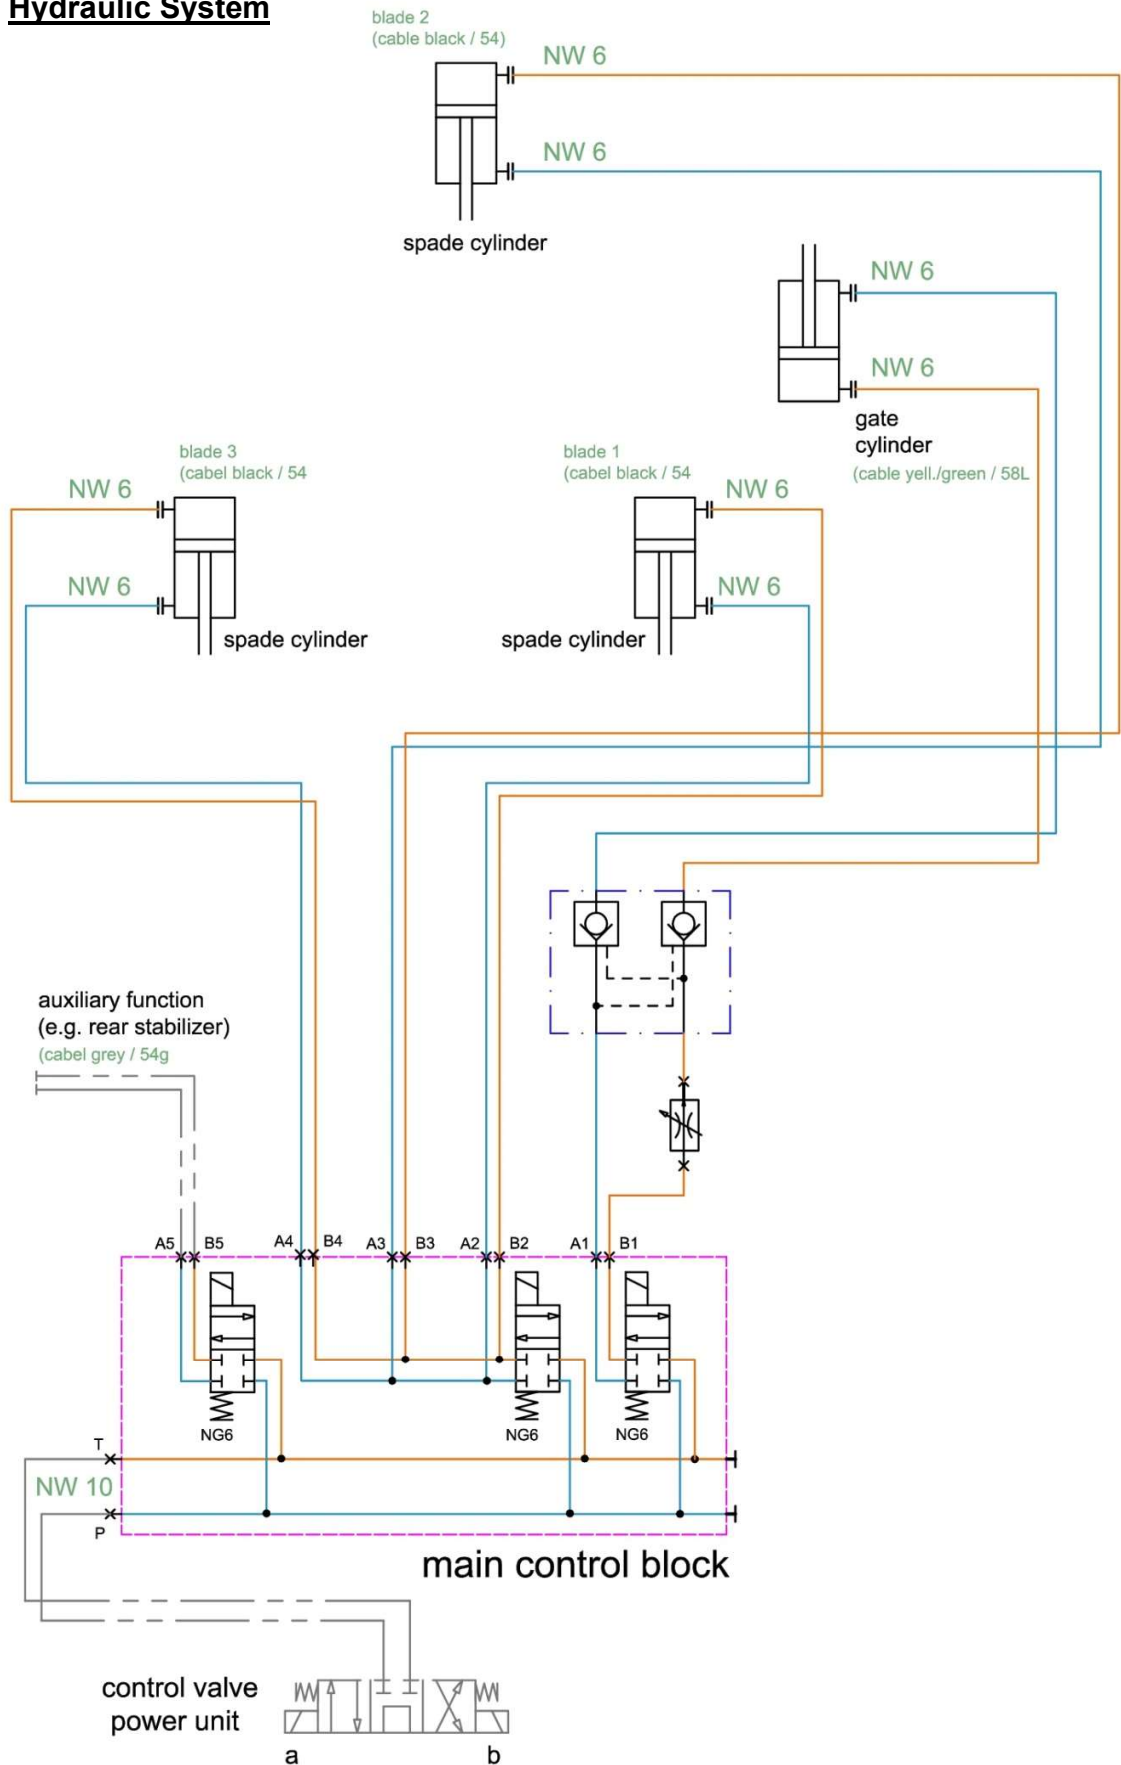 Hydraulic System
blade 2
(cable black / 54)
NW 6
NW 6
spade cylinder
NW 6
NW 6
gate
cylinder
(cable yell./green / 58L
blade 3
(cabel black / 54
NW 6
NW 6
spade cylinder
blade 1
(cabel black / 54
NW 6
NW 6
spade cylinder
auxiliary function
(e.g. rear stabilizer)
(cabel grey / 54g
A5 B5 A4 B4 A3 B3 A2 B2 A1 B1
NG6 NG6 NG6
T
NW 10
P
main control block
control valve
power unit
a b